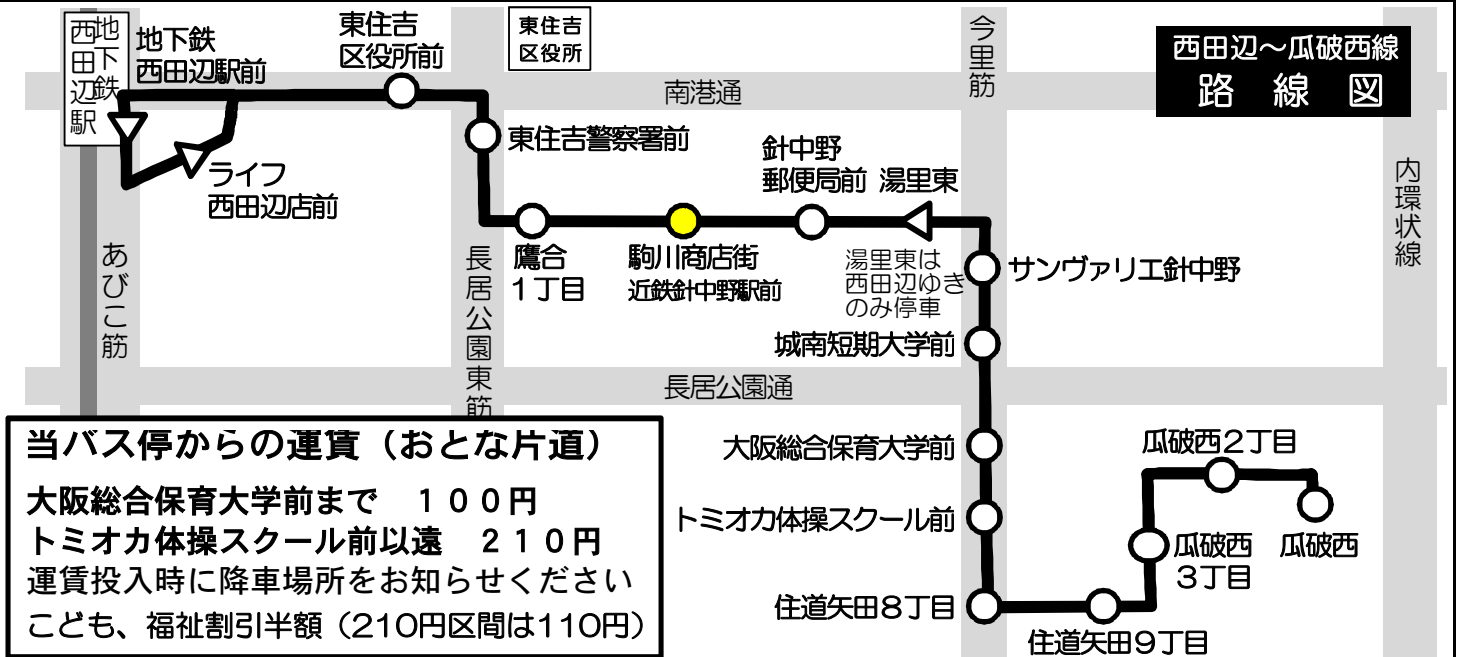 地下鉄
西田辺駅
地下鉄
西田辺駅前
東住吉
区役所前
東住吉
区役所
今里筋
西田辺～瓜破西線
路線図
南港通
東住吉警察署前
ライフ
西田辺店前
針中野
郵便局前
湯里東
内環状線
あびこ筋
長居公園東筋
鷹合
1丁目
駒川商店街
近鉄針中野駅前
湯里東は
西田辺ゆき
のみ停車
サンヴァリエ針中野
城南短期大学前
長居公園通
当バス停からの運賃（おとな片道）
大阪総合保育大学前まで　１００円
トミオカ体操スクール前以遠　２１０円
運賃投入時に降車場所をお知らせください
こども、福祉割引半額（210円区間は110円）
大阪総合保育大学前
トミオカ体操スクール前
住道矢田8丁目
住道矢田9丁目
瓜破西2丁目
瓜破西
3丁目
瓜破西